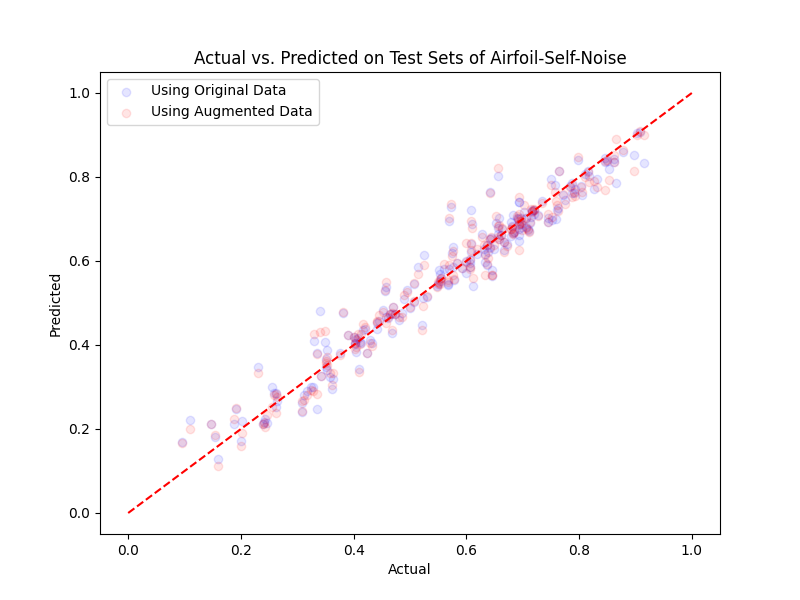 Actual vs. Predicted on Test Sets of Airfoil-Self-Noise
Using Original Data
Using Augmented Data
1.0
0.8
0.6
0.4
0.2
0.0
Predicted
0.0 0.2 0.4 0.6 0.8 1.0
Actual